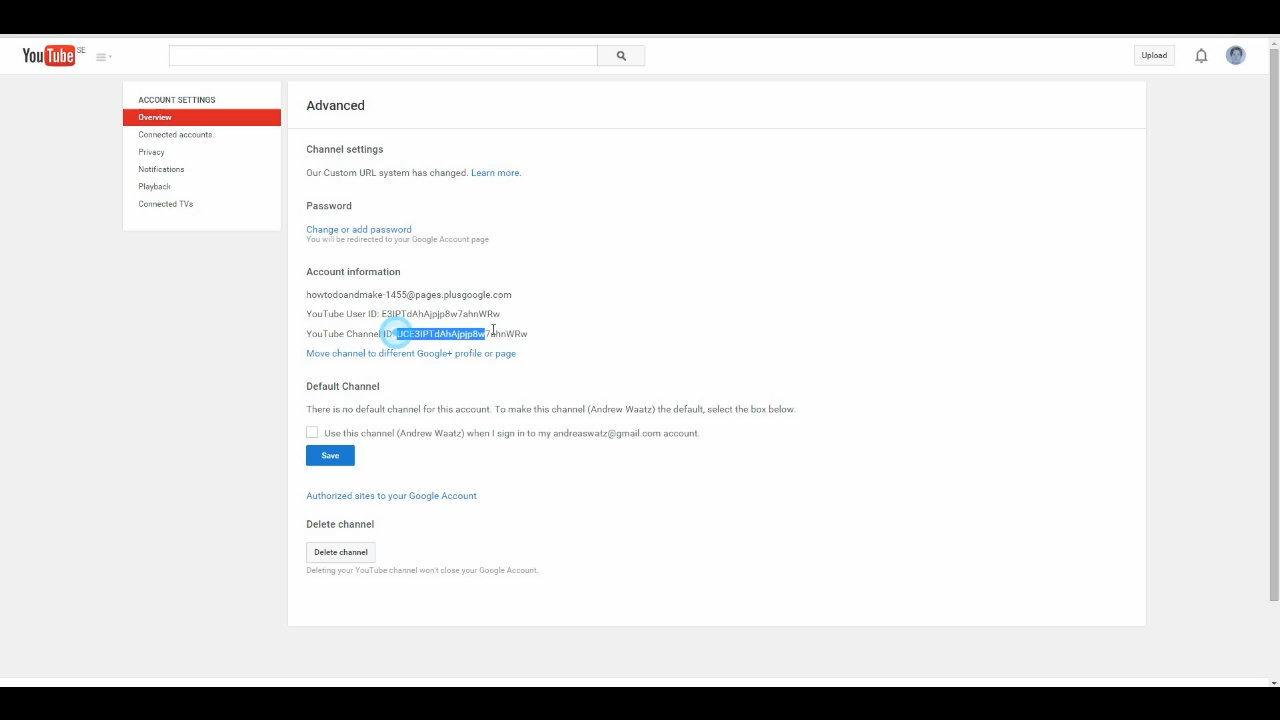 YouTube SE
Upload
ACCOUNT SETTINGS
Overview
Connected accounts
Privacy
Notifications
Playback
Connected TVs
Advanced
Channel settings
Our Custom URL system has changed. Learn more.
Password
Change or add password
You will be redirected to your Google Account page
Account information
howtodoandmake-1455@pages.plusgoogle.com
YouTube User ID: E3IPTdAhAjpjp8w7ahnWRw
YouTube Channel ID: UCE3IPTdAhAjpjp8w7ahnWRw
Move channel to different Google+ profile or page
Default Channel
There is no default channel for this account. To make this channel (Andrew Waatz) the default, select the box below.
Use this channel (Andrew Waatz) when I sign in to my andreaswatz@gmail.com account.
Save
Authorized sites to your Google Account
Delete channel
Delete channel
Deleting your YouTube channel won't close your Google Account.